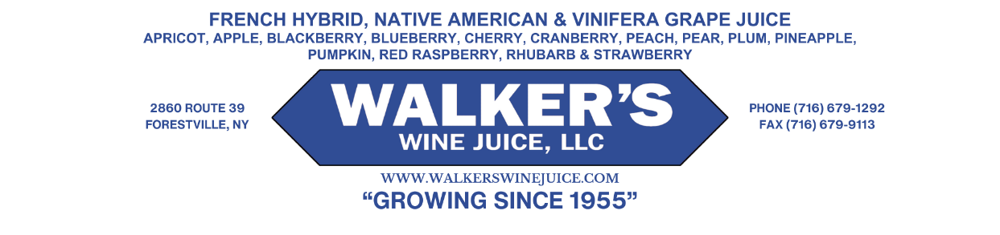 FRENCH HYBRID, NATIVE AMERICAN & VINIFERA GRAPE JUICE
APRICOT, APPLE, BLACKBERRY, BLUEBERRY, CHERRY, CRANBERRY, PEACH, PEAR, PLUM, PINEAPPLE,
PUMPKIN, RED RASPBERRY, RHUBARB & STRAWBERRY
2860 ROUTE 39
FORESTVILLE, NY
WALKER’S
WINE JUICE, LLC
PHONE (716) 679-1292
FAX (716) 679-9113
WWW.WALKERSWINEJUICE.COM
“GROWING SINCE 1955”